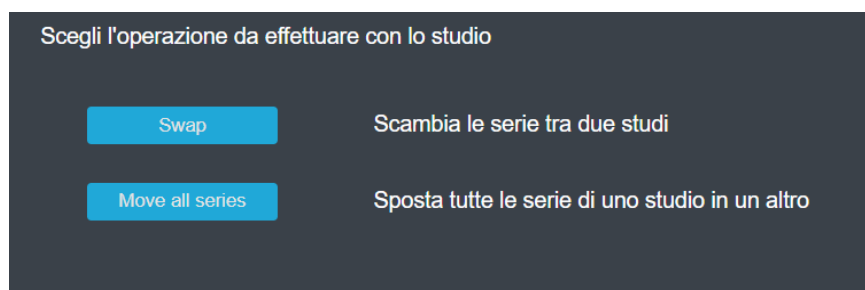 Scegli l'operazione da effettuare con lo studio
Swap Scambia le serie tra due studi
Move all series Sposta tutte le serie di uno studio in un altro